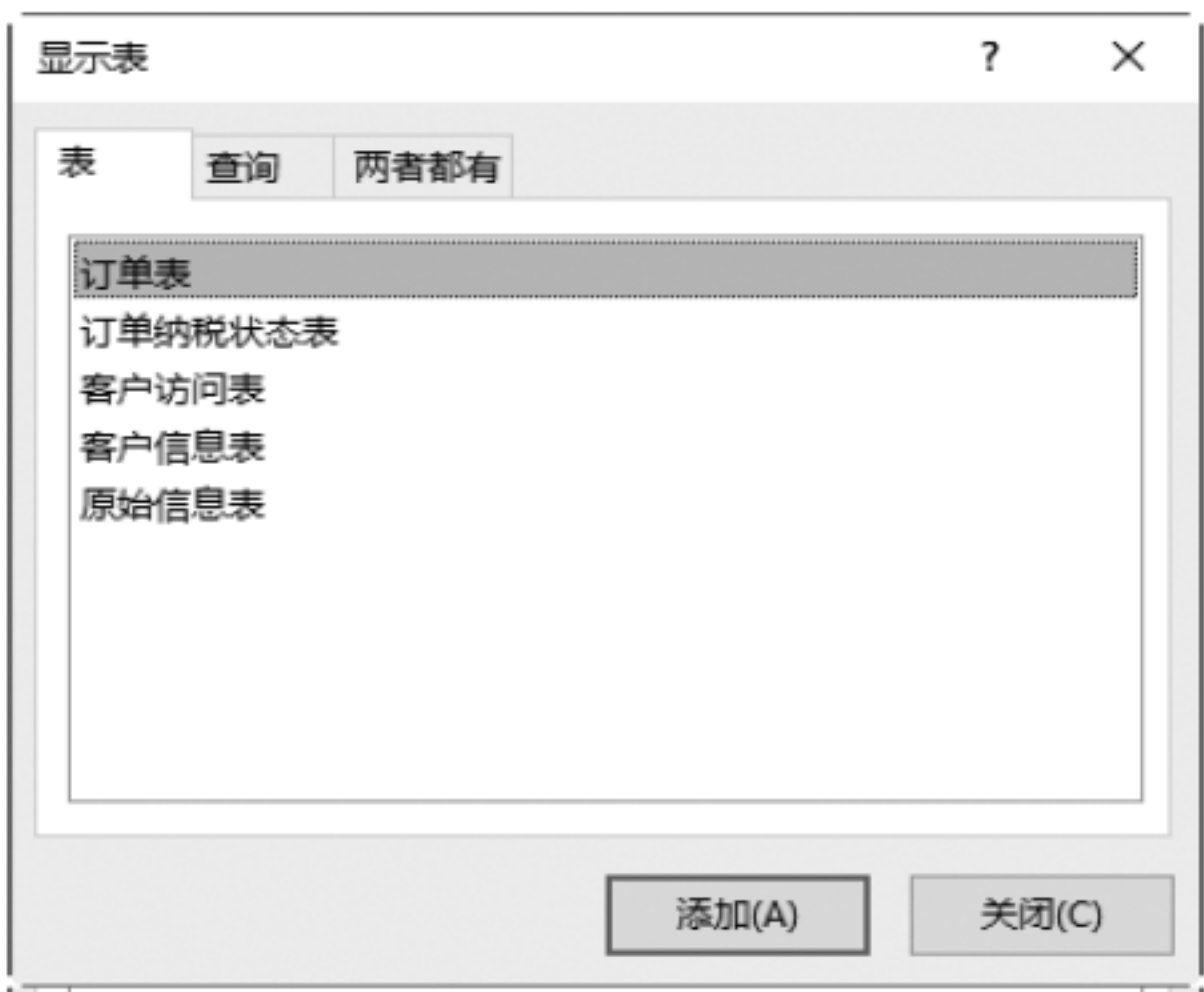 显示表 ?
表 查询 两者都有
订单表
订单纳税状态表
客户访问表
客户信息表
原始信息表
添加(A) 关闭(C)